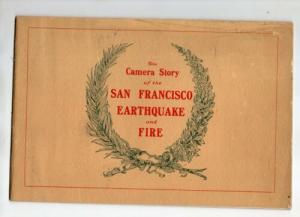 The
Camera Story
of the
SAN FRANCISCO
EARTHQUAKE
and
FIRE